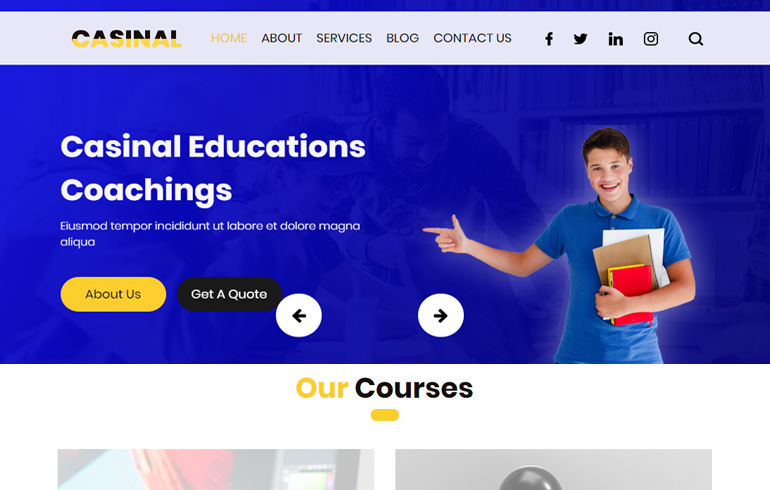 CASINAL
HOME ABOUT SERVICES BLOG CONTACT US
Casinal Educations
Coachings
Eiusmod tempor incididunt ut labore et dolore magna
aliqua
About Us
Get A Quote
Our Courses